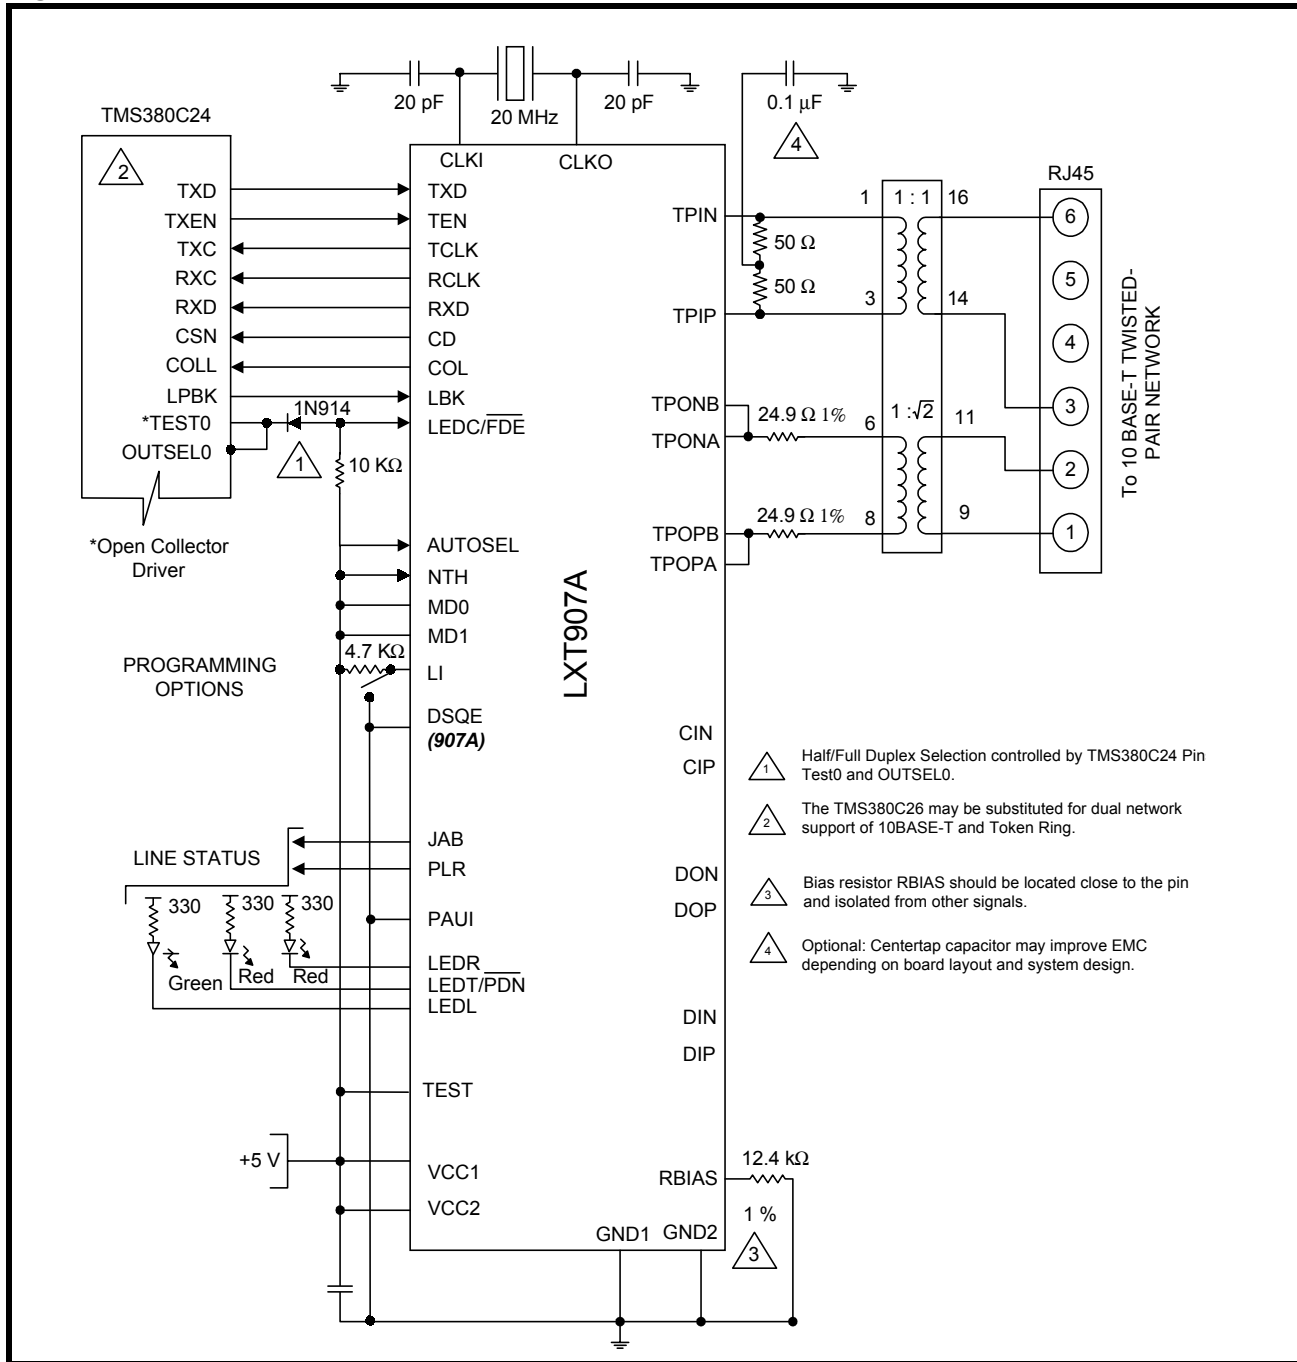 20 pF
20 MHz
20 pF
0.1 μF
4
TMS380C24
2
TXD
TXEN
TXC
RXC
RXD
CSN
COLL
LPBK
*TEST0
OUTSEL0
1N914
1
10 KΩ
*Open Collector
Driver
CLKI
CLKO
TXD
TEN
TCLK
RCLK
RXD
CD
COL
LBK
LEDC/FDE
AUTOSEL
NTH
MD0
MD1
4.7 KΩ
LI
DSQE
(907A)
PROGRAMMING
OPTIONS
JAB
PLR
PAUI
LEDR
LEDT/PDN
LEDL
LINE STATUS
330
330
330
Green
Red
Red
TEST
+5 V
VCC1
VCC2
LXT907A
TPIN
TPIP
TPONB
TPONA
TPOPB
TPOPA
CIN
CIP
DON
DOP
DIN
DIP
RBIAS
GND1
GND2
12.4 kΩ
1 %
3
50 Ω
50 Ω
24.9 Ω 1%
24.9 Ω 1%
1
1 : 1
16
3
14
6
1 :√2
11
8
9
RJ45
6
5
4
3
2
1
To 10 BASE-T TWISTED-
PAIR NETWORK
1
Half/Full Duplex Selection controlled by TMS380C24 Pin
Test0 and OUTSEL0.
2
The TMS380C26 may be substituted for dual network
support of 10BASE-T and Token Ring.
3
Bias resistor RBIAS should be located close to the pin
and isolated from other signals.
4
Optional: Centertap capacitor may improve EMC
depending on board layout and system design.